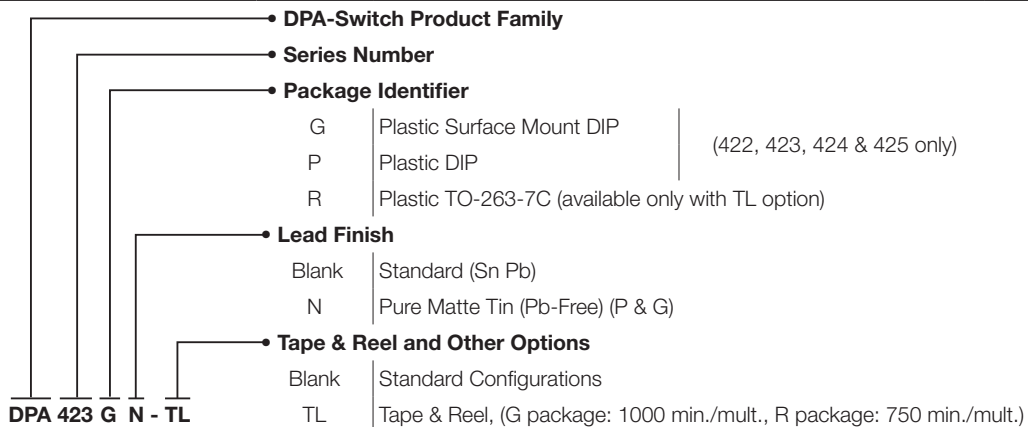 DPA-Switch Product Family
Series Number
Package Identifier
G Plastic Surface Mount DIP
(422, 423, 424 & 425 only)
P Plastic DIP
R Plastic TO-263-7C (available only with TL option)
Lead Finish
Blank Standard (Sn Pb)
N Pure Matte Tin (Pb-Free) (P & G)
Tape & Reel and Other Options
Blank Standard Configurations
DPA 423 G N - TL
TL Tape & Reel, (G package: 1000 min./mult., R package: 750 min./mult.)